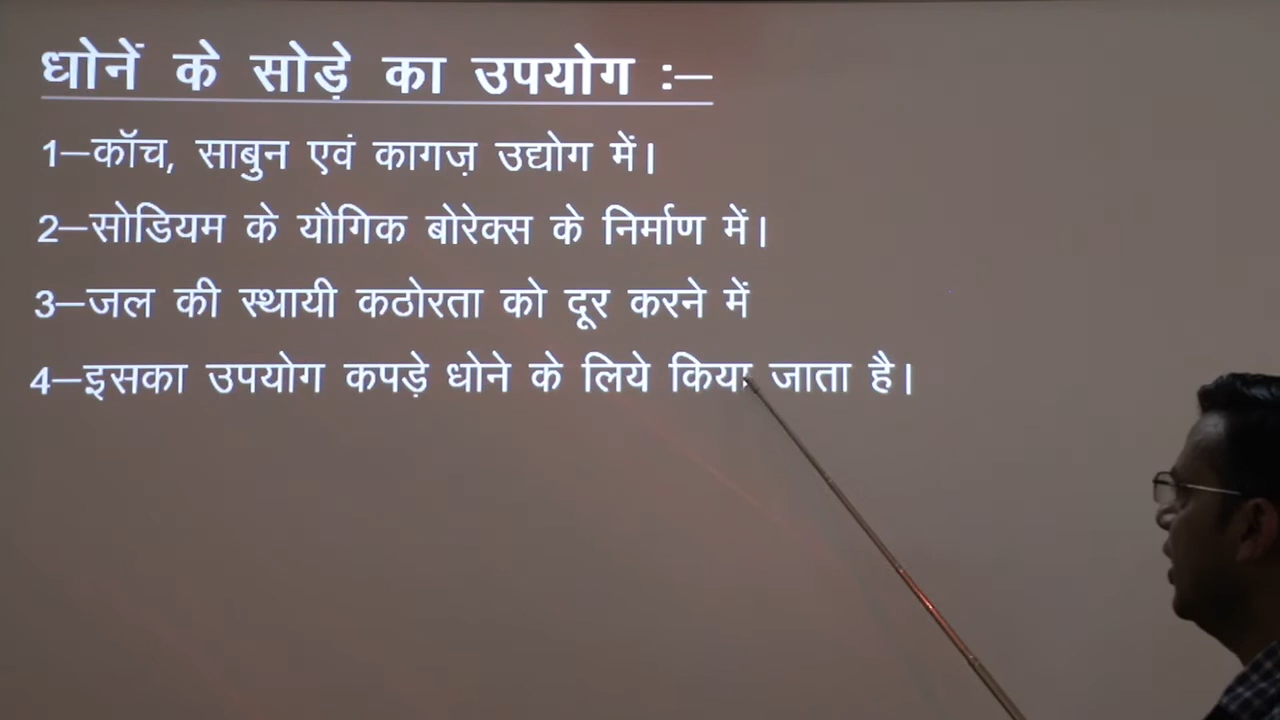 धोनें के सोड़े का उपयोग :–
1–कॉच, साबुन एवं कागज़ उद्योग में।
2–सोडियम के यौगिक बोरेक्स के निर्माण में।
3–जल की स्थायी कठोरता को दूर करने में
4–इसका उपयोग कपड़े धोने के लिये किया जाता है।